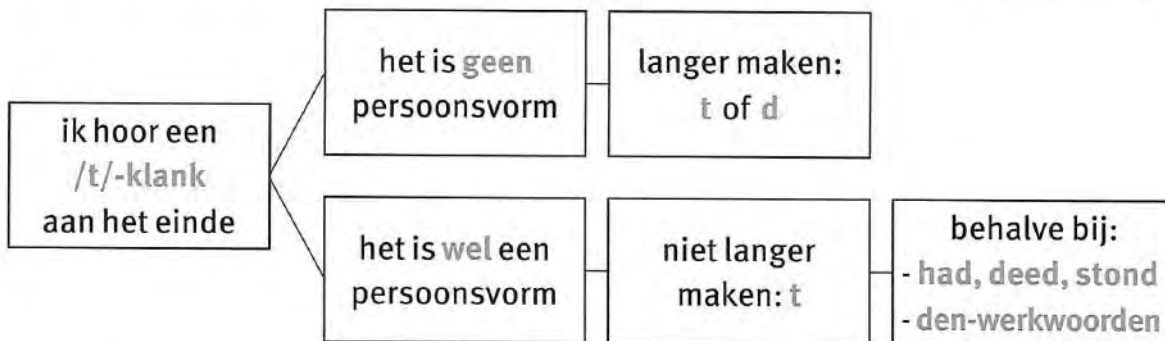 ik hoor een
/t/-klank
aan het einde
het is geen
persoonsvorm
langer maken:
t of d
het is wel een
persoonsvorm
niet langer
maken: t
behalve bij:
- had, deed, stond
- den-werkwoorden